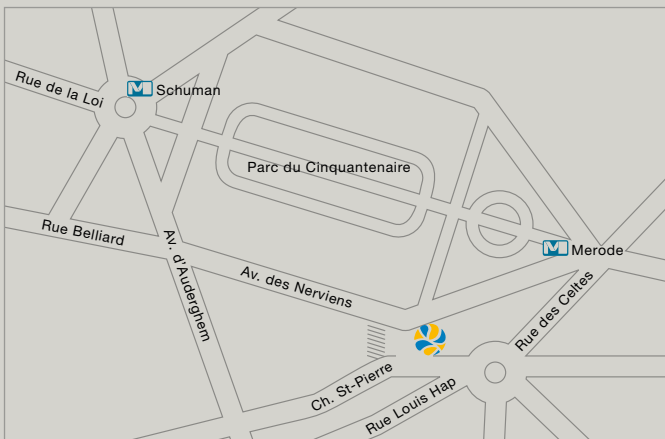 Rue de la Loi
M Schuman
Parc du Cinquantenaire
Rue Belliard
Av. d'Auderghem
Av. des Nerviens
M Merode
Rue des Celtes
Ch. St-Pierre
Rue Louis Hap